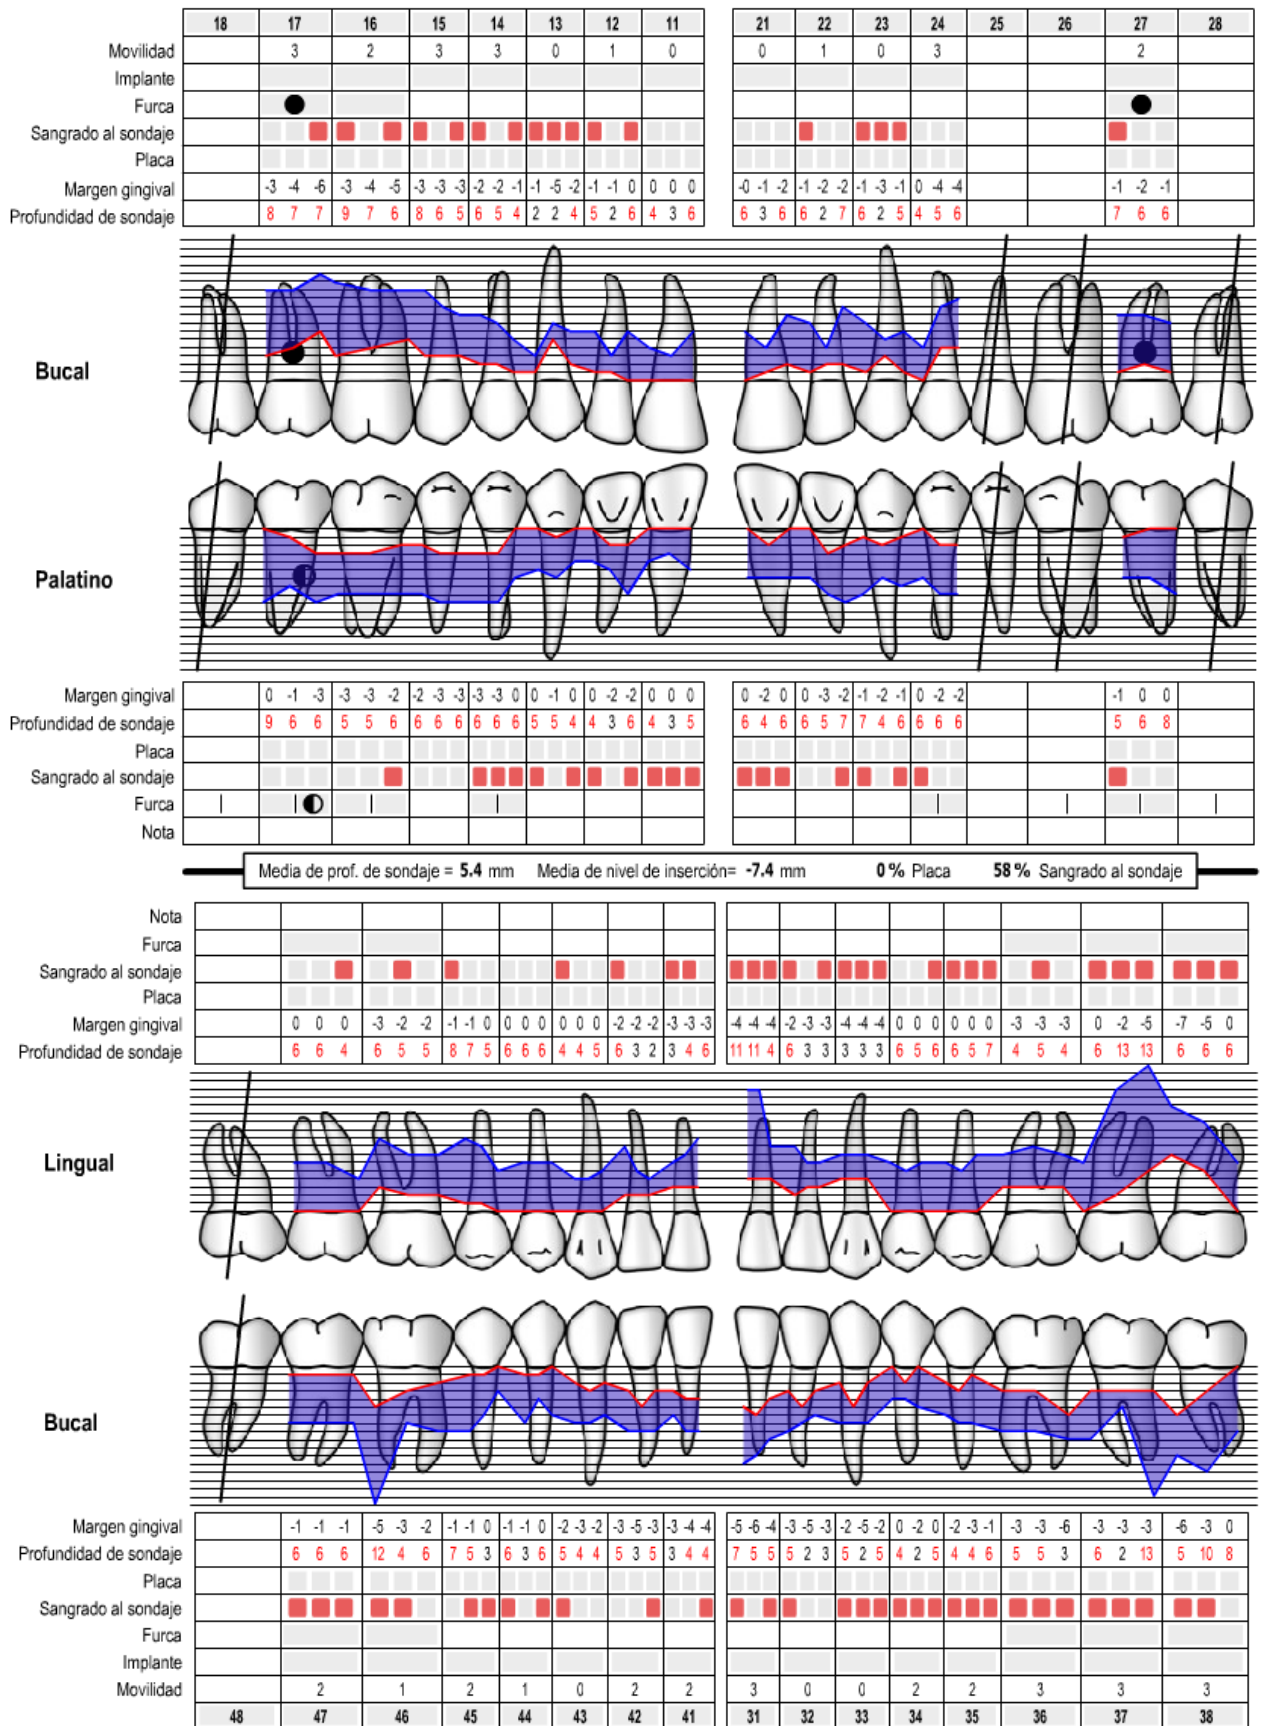 18 17 16 15 14 13 12 11 21 22 23 24 25 26 27 28
Movilidad 3 2 3 3 0 1 0 0 1 0 3 2
Implante
Furca
Sangrado al sondaje
Placa
Margen gingival -3 -4 -6 -3 -4 -5 -3 -3 -3 -2 -2 -1 -1 -5 -2 -1 -1 0 0 0 0 -0 -1 -2 -1 -2 -2 -1 -3 -1 0 -4 -4 -1 -2 -1
Profundidad de sondaje 8 7 7 9 7 6 8 6 5 6 5 4 2 2 4 5 2 6 4 3 6 6 3 6 6 2 7 6 2 5 4 5 6 7 6 6
Bucal
Palatino
Margen gingival 0 -1 -3 -3 -3 -2 -2 -3 -3 -3 -3 0 0 -1 0 0 -2 -2 0 0 0 0 -2 0 0 -3 -2 -1 -2 -1 0 -2 -2 -1 0 0
Profundidad de sondaje 9 6 6 5 5 6 6 6 6 6 6 6 5 5 4 4 3 6 4 3 5 6 4 6 6 5 7 7 4 6 6 6 6 5 6 8
Placa
Sangrado al sondaje
Furca
Nota
Media de prof. de sondaje = 5.4 mm Media de nivel de inserción= -7.4 mm 0 % Placa 58 % Sangrado al sondaje
Nota
Furca
Sangrado al sondaje
Placa
Margen gingival 0 0 0 -3 -2 -2 -1 -1 0 0 0 0 0 0 0 -2 -2 -2 -3 -3 -3 -4 -4 -4 -2 -3 -3 -4 -4 -4 0 0 0 0 0 0 -3 -3 -3 0 -2 -5 -7 -5 0
Profundidad de sondaje 6 6 4 6 5 5 8 7 5 6 6 6 4 4 5 6 3 2 3 4 6 11 11 4 6 3 3 3 3 3 6 5 6 6 5 7 4 5 4 6 13 13 6 6 6
Lingual
Bucal
Margen gingival -1 -1 -1 -5 -3 -2 -1 -1 0 -1 -1 0 -2 -3 -2 -3 -5 -3 -3 -4 -4 -5 -6 -4 -3 -5 -3 -2 -5 -2 0 -2 0 -2 -3 -1 -3 -3 -6 -3 -3 -3 -6 -3 0
Profundidad de sondaje 6 6 6 12 4 6 7 5 3 6 3 6 5 4 4 5 3 5 3 4 4 7 5 5 5 2 3 5 2 5 4 2 5 4 4 6 5 5 3 6 2 13 5 10 8
Placa
Sangrado al sondaje
Furca
Implante
Movilidad 2 1 2 1 0 2 2 3 0 0 2 2 3 3 3
48 47 46 45 44 43 42 41 31 32 33 34 35 36 37 38